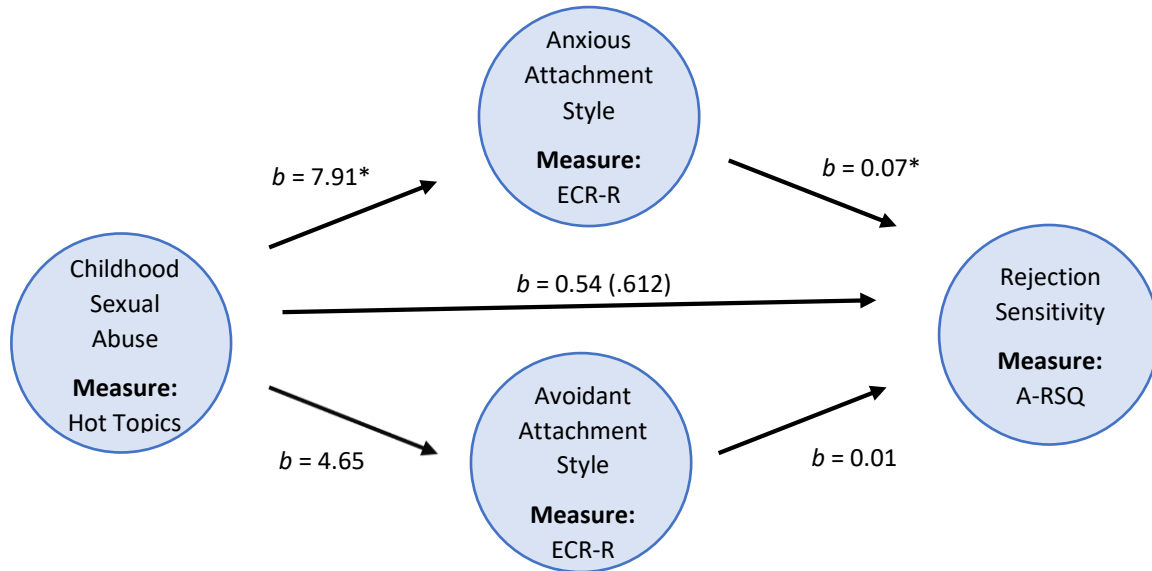 Anxious
Attachment
Style
Measure:
ECR-R
b = 7.91*
b = 0.07*
Childhood
Sexual
Abuse
Measure:
Hot Topics
b = 0.54 (.612)
Rejection
Sensitivity
Measure:
A-RSQ
Avoidant
Attachment
Style
Measure:
ECR-R
b = 4.65
b = 0.01